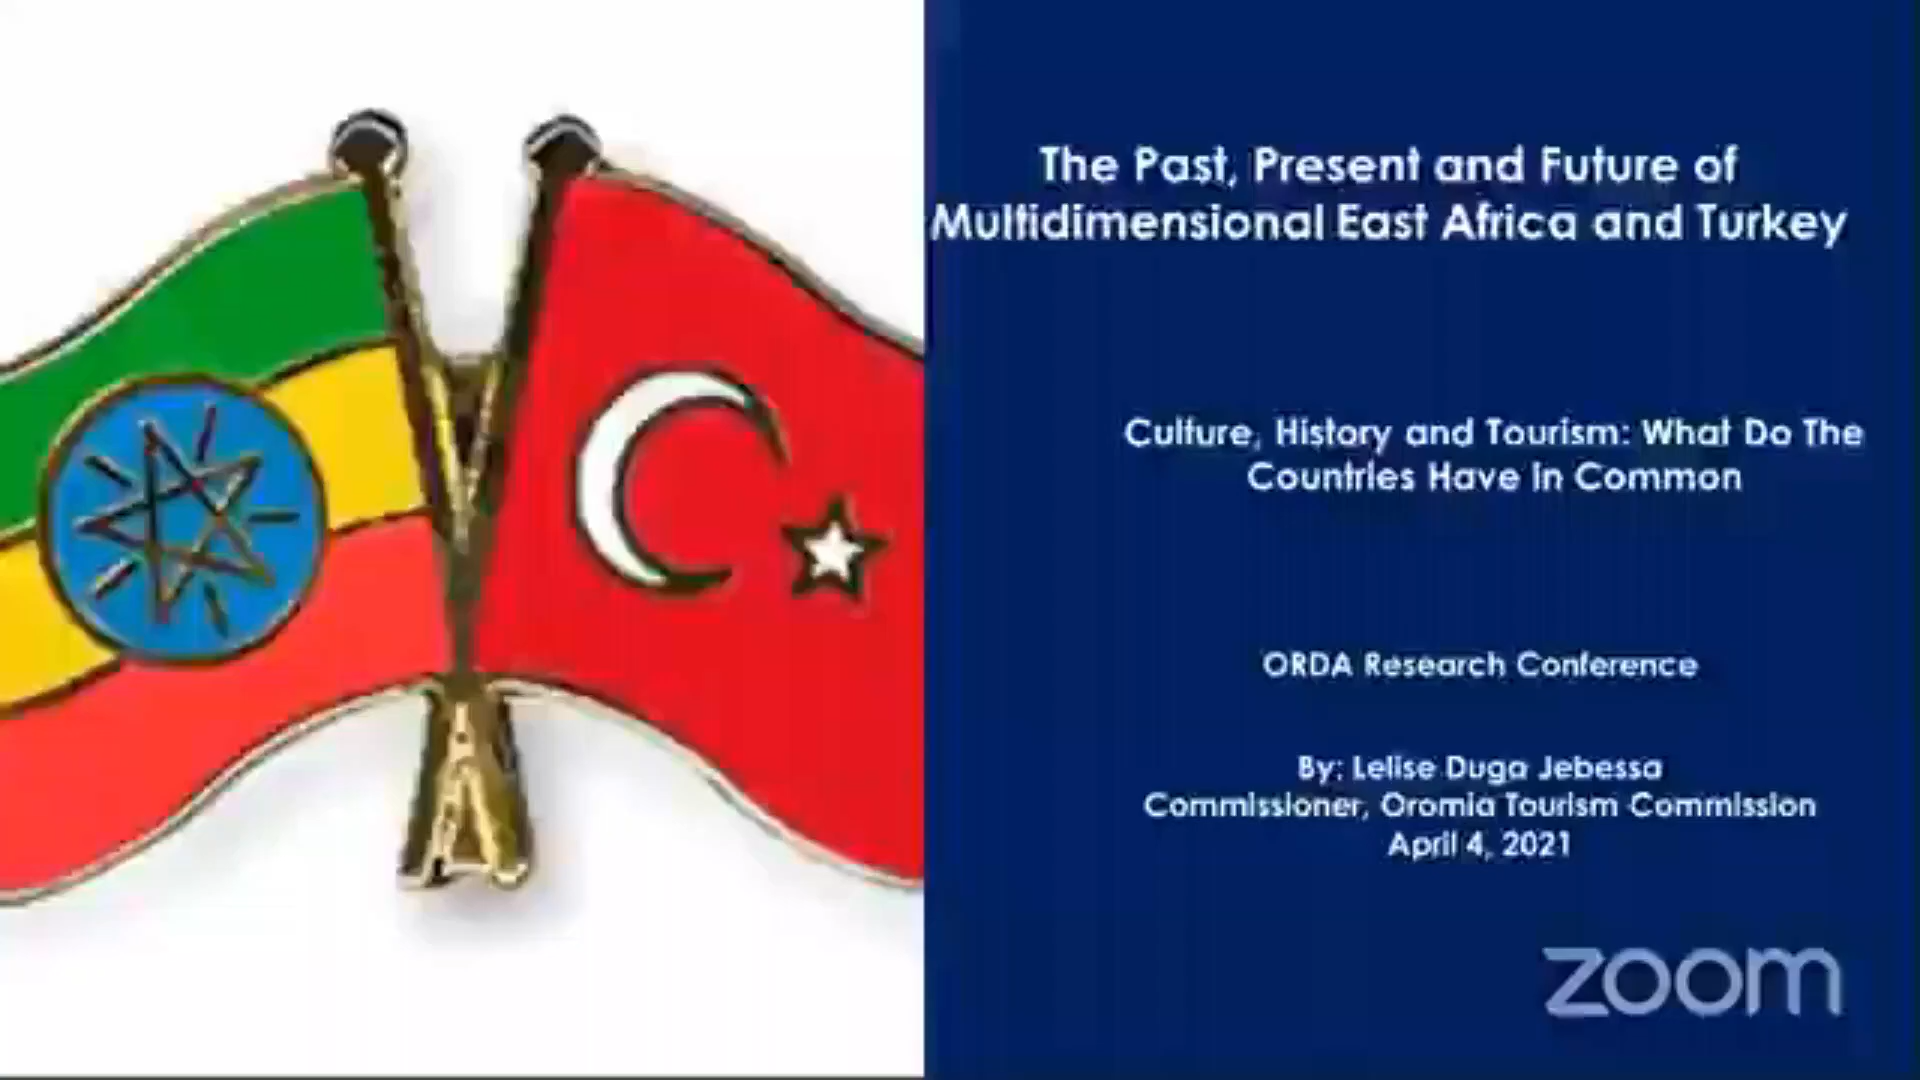 The Past, Present and Future of
Multidimensional East Africa and Turkey
Culture, History and Tourism: What Do The
Countries Have in Common
ORDA Research Conference
By: Lelise Duga Jebessa
Commissioner, Oromia Tourism Commission
April 4, 2021
zoom